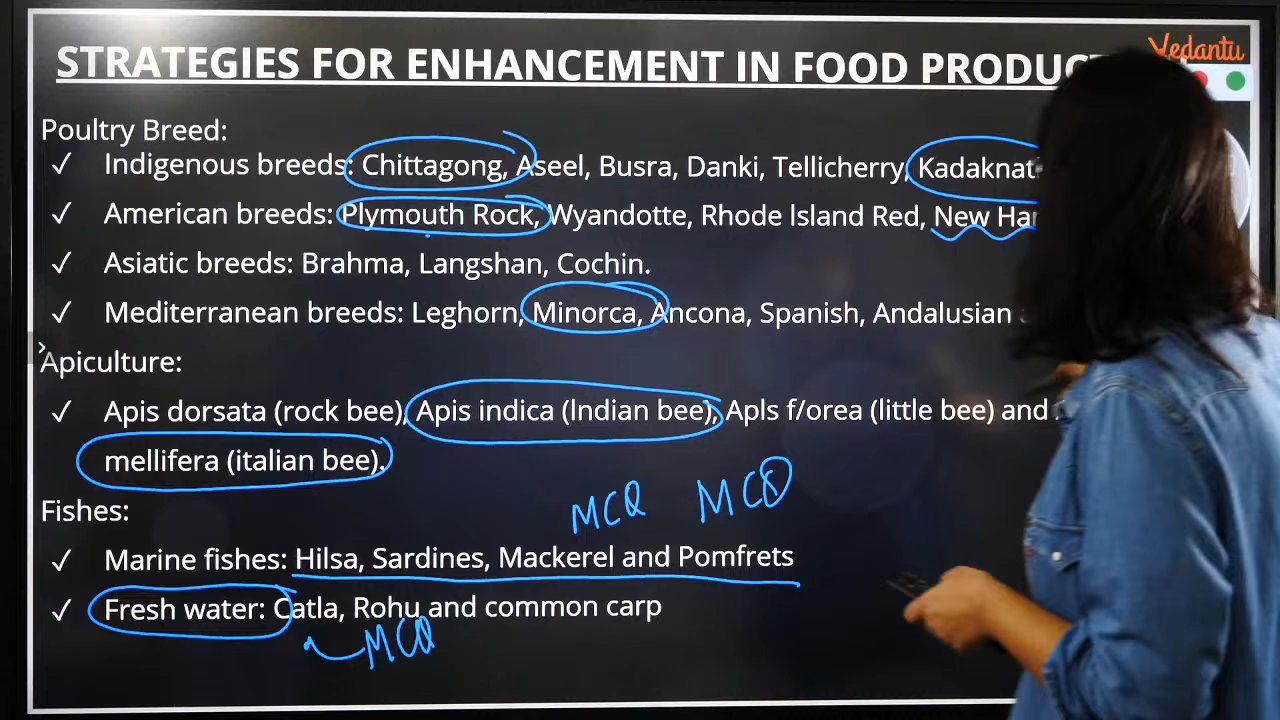 Vedantu
STRATEGIES FOR ENHANCEMENT IN FOOD
Poultry Breed:
✓ Indigenous breeds: Chittagong, Aseel, Busra, Danki, Tellicherry,
✓ American breeds: Plymouth Rock, Wyandotte, Rhode Island Red, New
✓ Asiatic breeds: Brahma, Langshan, Cochin.
✓ Mediterranean breeds: Leghorn, Minorca, Ancona, Spanish, Andalusian
Apiculture:
✓ Apis dorsata (rock bee), Apis indica (Indian bee), Apls f/orea (little bee) and
mellifera (italian bee).
MCQ MCQ
Fishes:
✓ Marine fishes: Hilsa, Sardines, Mackerel and Pomfrets
✓ Fresh water: Catla, Rohu and common carp
MCQ